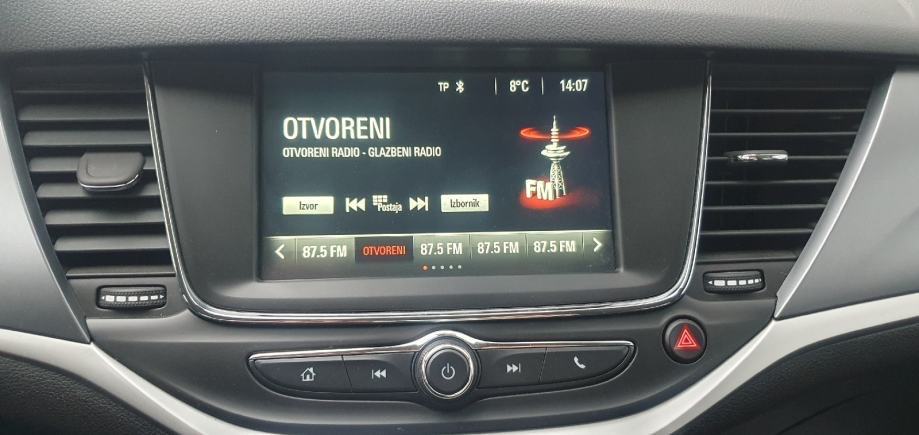 TP 8°C 14:07
OTVORENI
OTVORENI RADIO - GLAZBENI RADIO
FM
Izvor Postaja Izbornik
87.5 FM OTVORENI 87.5 FM 87.5 FM 87.5 FM